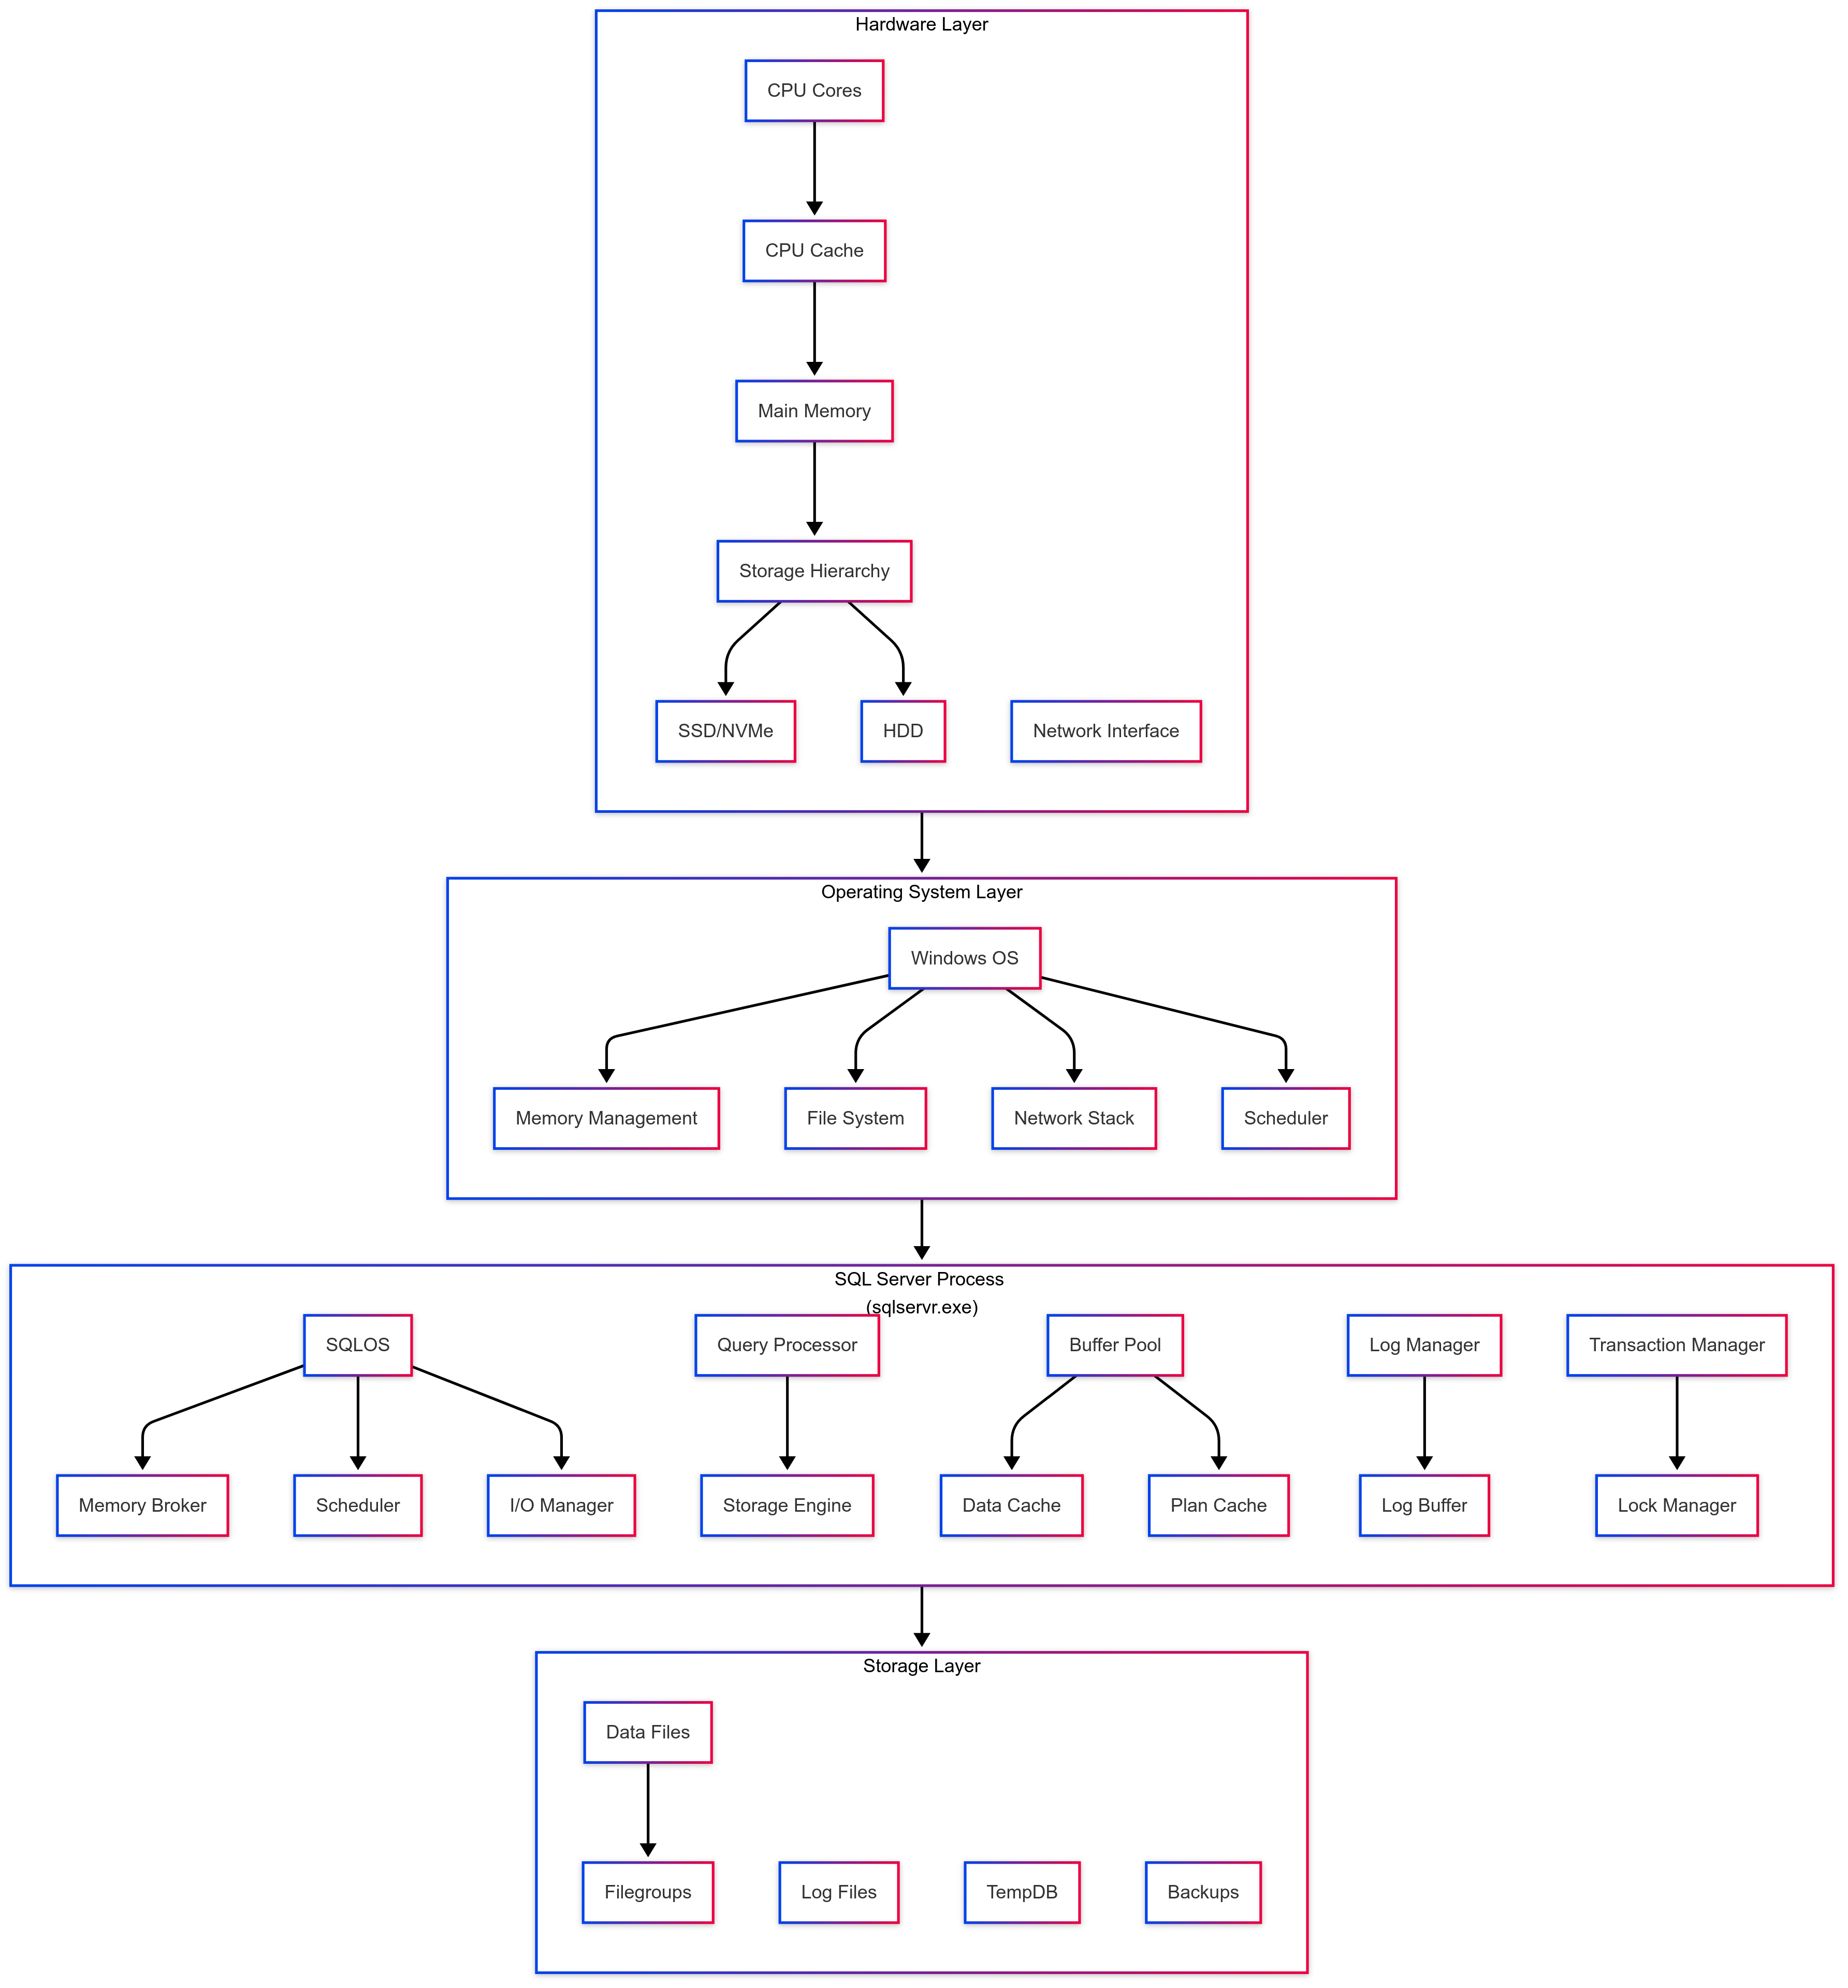 Hardware Layer
CPU Cores
CPU Cache
Main Memory
Storage Hierarchy
SSD/NVMe
HDD
Network Interface
Operating System Layer
Windows OS
Memory Management
File System
Network Stack
Scheduler
SQL Server Process
(sqlservr.exe)
SQLOS
Query Processor
Buffer Pool
Log Manager
Transaction Manager
Memory Broker
Scheduler
I/O Manager
Storage Engine
Data Cache
Plan Cache
Log Buffer
Lock Manager
Storage Layer
Data Files
Filegroups
Log Files
TempDB
Backups